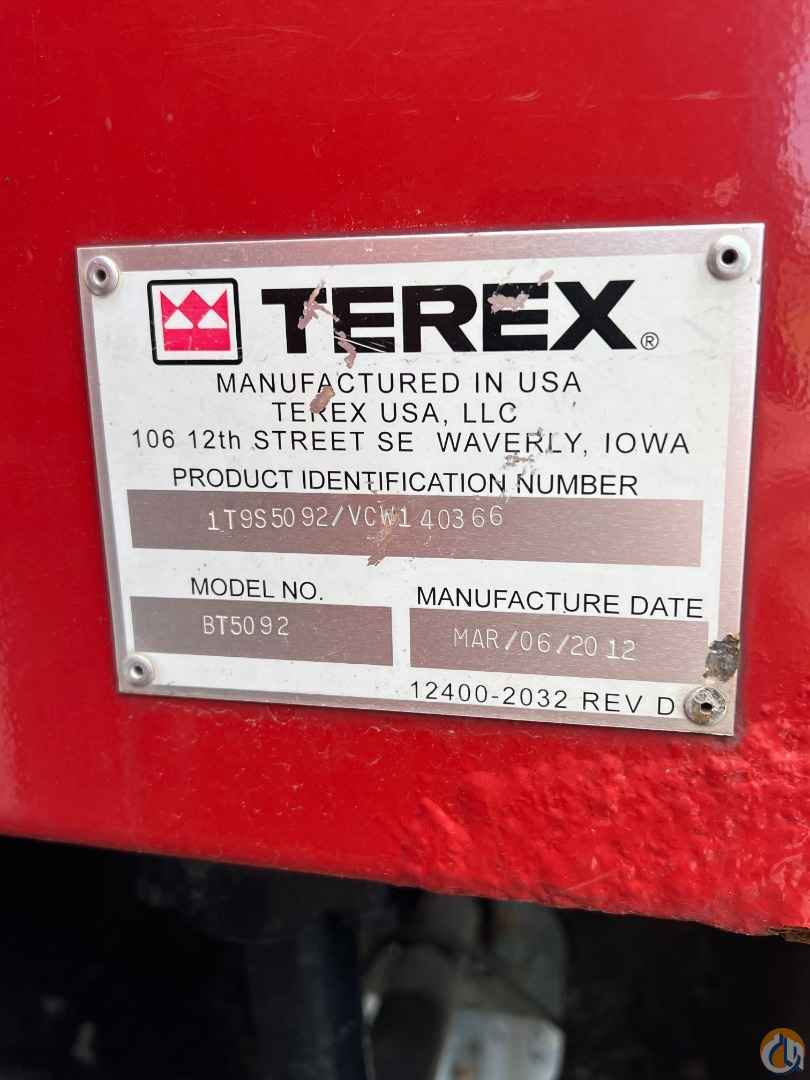 TEREX®
MANUFACTURED IN USA
TEREX USA, LLC
106 12th STREET SE WAVERLY, IOWA
PRODUCT IDENTIFICATION NUMBER
1T9S5092/VCW140366
MODEL NO.
BT5092
MANUFACTURE DATE
MAR/06/2012
12400-2032 REV D